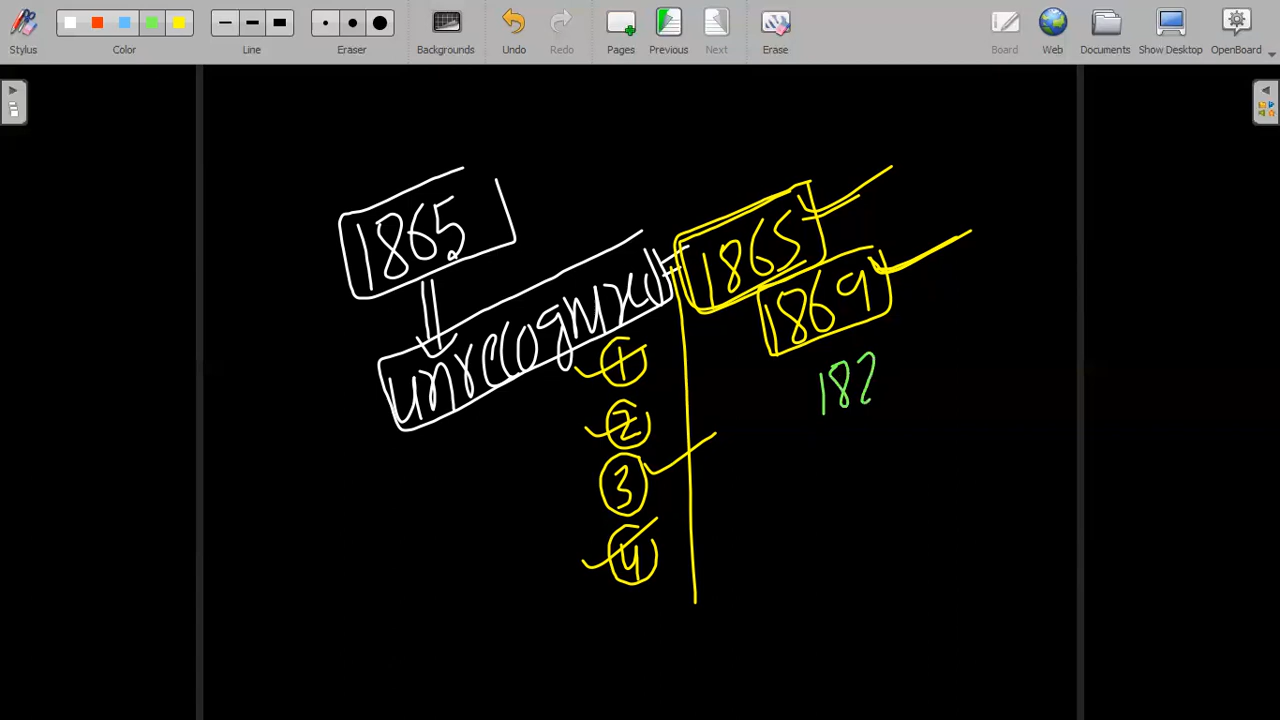 Stylus
Color
Line
Eraser
Backgrounds
Undo
Redo
Pages
Previous
Next
Erase
Board
Web
Documents
Show Desktop
OpenBoard
1865
1865
1869
1
2
3
4
182